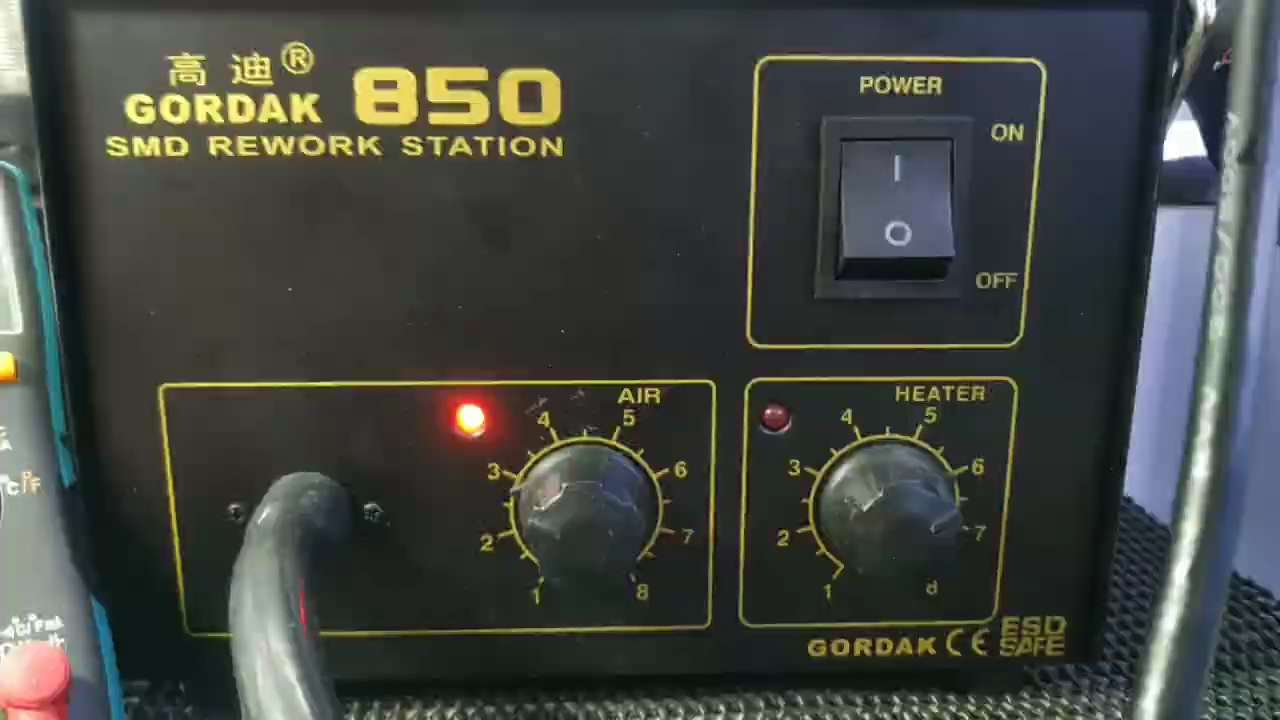 高迪®
GORDAK 850
SMD REWORK STATION
POWER
ON
I
O
OFF
AIR
1 2 3 4 5 6 7 8
HEATER
1 2 3 4 5 6 7 8
GORDAK CE ESD SAFE
°C °F